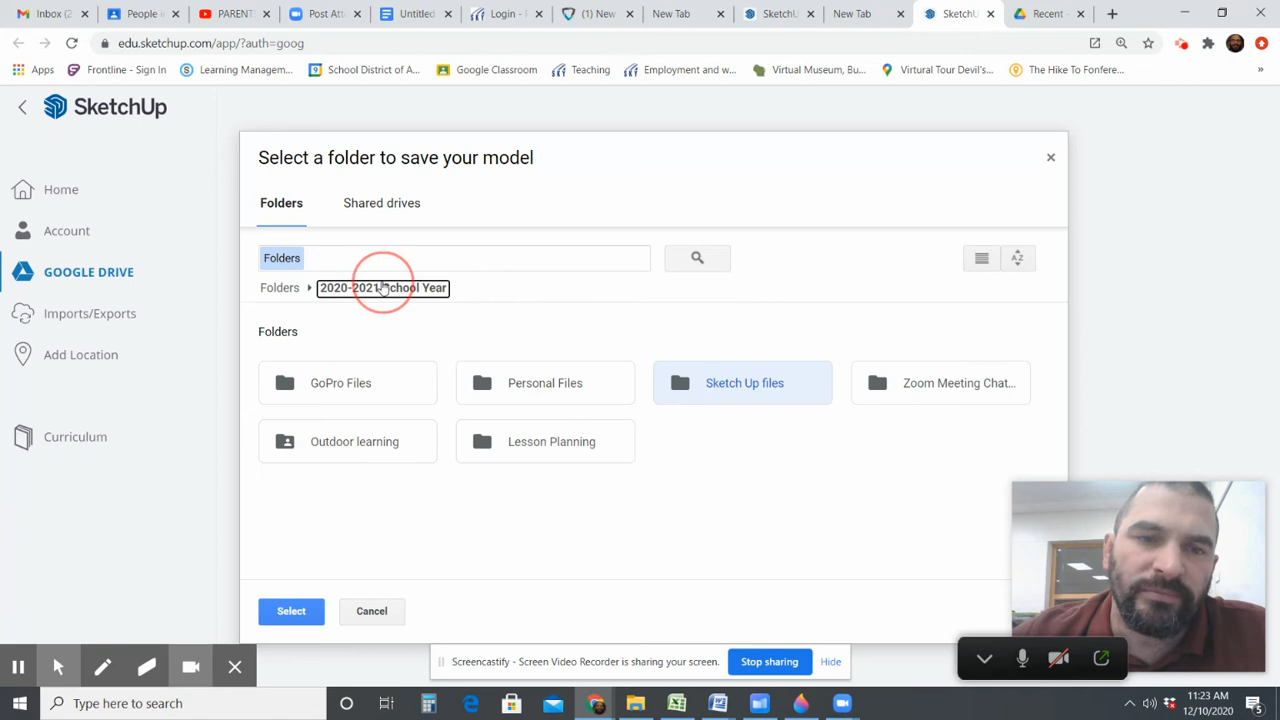 Inbox (2
People in
PARENT
Post Att
Untitled
Login -
(1) New
New Tab
SketchU
New Tab
SketchU
Recent -
edu.sketchup.com/app/?auth=goog
Apps
Frontline - Sign In
Learning Managem...
School District of A...
Google Classroom
Teaching
Employment and w...
Virtual Museum, Bu...
Virtural Tour Devil's...
The Hike To Fonfere...
»
SketchUp
Home
Account
GOOGLE DRIVE
Imports/Exports
Add Location
Curriculum
Select a folder to save your model
Folders
Shared drives
Folders
AZ
Folders
2020-2021 School Year
Folders
GoPro Files
Personal Files
Sketch Up files
Zoom Meeting Chat...
Outdoor learning
Lesson Planning
Select
Cancel
Screencastify - Screen Video Recorder is sharing your screen.
Stop sharing
Hide
Type here to search
11:23 AM
12/10/2020
5